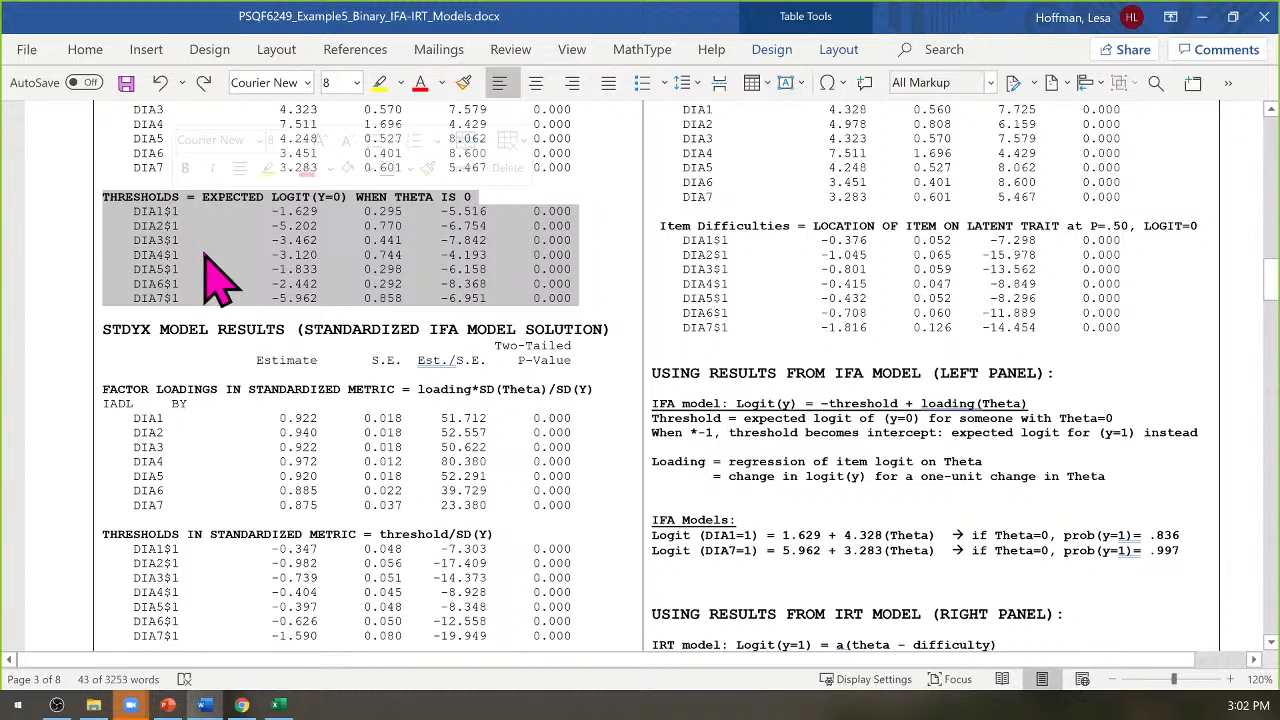 PSQF6249_Example5_Binary_IFA-IRT_Models.docx
Table Tools
Hoffman, Lesa HL
File Home Insert Design Layout References Mailings Review View MathType Help Design Layout Search Share Comments
AutoSave Off Courier New 8 All Markup
DIA3 4.323 0.570 7.579 0.000
DIA4 7.511 1.696 4.429 0.000
DIA5 4.248 0.527 8.062 0.000
DIA6 3.451 0.401 8.600 0.000
DIA7 3.283 0.601 5.467 0.000
Courier New 8
Delete
THRESHOLDS = EXPECTED LOGIT(Y=0) WHEN THETA IS 0
DIA1$1 -1.629 0.295 -5.516 0.000
DIA2$1 -5.202 0.770 -6.754 0.000
DIA3$1 -3.462 0.441 -7.842 0.000
DIA4$1 -3.120 0.744 -4.193 0.000
DIA5$1 -1.833 0.298 -6.158 0.000
DIA6$1 -2.442 0.292 -8.368 0.000
DIA7$1 -5.962 0.858 -6.951 0.000
STDYX MODEL RESULTS (STANDARDIZED IFA MODEL SOLUTION)
Two-Tailed
Estimate S.E. Est./S.E. P-Value
FACTOR LOADINGS IN STANDARDIZED METRIC = loading*SD(Theta)/SD(Y)
IADL BY
DIA1 0.922 0.018 51.712 0.000
DIA2 0.940 0.018 52.557 0.000
DIA3 0.922 0.018 50.622 0.000
DIA4 0.972 0.012 80.380 0.000
DIA5 0.920 0.018 52.291 0.000
DIA6 0.885 0.022 39.729 0.000
DIA7 0.875 0.037 23.380 0.000
THRESHOLDS IN STANDARDIZED METRIC = threshold/SD(Y)
DIA1$1 -0.347 0.048 -7.303 0.000
DIA2$1 -0.982 0.056 -17.409 0.000
DIA3$1 -0.739 0.051 -14.373 0.000
DIA4$1 -0.404 0.045 -8.928 0.000
DIA5$1 -0.397 0.048 -8.348 0.000
DIA6$1 -0.626 0.050 -12.558 0.000
DIA7$1 -1.590 0.080 -19.949 0.000
DIA1 4.328 0.560 7.725 0.000
DIA2 4.978 0.808 6.159 0.000
DIA3 4.323 0.570 7.579 0.000
DIA4 7.511 1.696 4.429 0.000
DIA5 4.248 0.527 8.062 0.000
DIA6 3.451 0.401 8.600 0.000
DIA7 3.283 0.601 5.467 0.000
Item Difficulties = LOCATION OF ITEM ON LATENT TRAIT at P=.50, LOGIT=0
DIA1$1 -0.376 0.052 -7.298 0.000
DIA2$1 -1.045 0.065 -15.978 0.000
DIA3$1 -0.801 0.059 -13.562 0.000
DIA4$1 -0.415 0.047 -8.849 0.000
DIA5$1 -0.432 0.052 -8.296 0.000
DIA6$1 -0.708 0.060 -11.889 0.000
DIA7$1 -1.816 0.126 -14.454 0.000
USING RESULTS FROM IFA MODEL (LEFT PANEL):
IFA model: Logit(y) = -threshold + loading(Theta)
Threshold = expected logit of (y=0) for someone with Theta=0
When *-1, threshold becomes intercept: expected logit for (y=1) instead
Loading = regression of item logit on Theta
= change in logit(y) for a one-unit change in Theta
IFA Models:
Logit (DIA1=1) = 1.629 + 4.328(Theta) → if Theta=0, prob(y=1)= .836
Logit (DIA7=1) = 5.962 + 3.283(Theta) → if Theta=0, prob(y=1)= .997
USING RESULTS FROM IRT MODEL (RIGHT PANEL):
IRT model: Logit(y=1) = a(theta – difficulty)
Page 3 of 8 43 of 3253 words Display Settings Focus 120%
3:02 PM